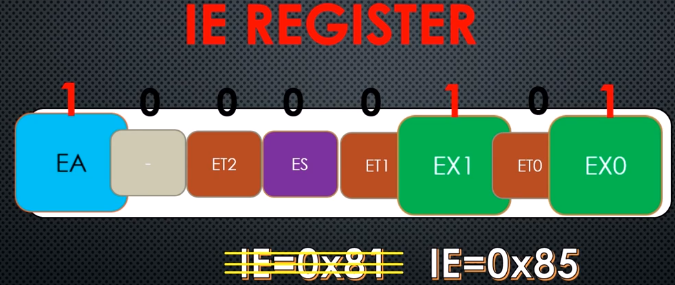 IE REGISTER
1 0 0 0 0 1 0 1
EA - ET2 ES ET1 EX1 ET0 EX0
IE=0x81 IE=0x85